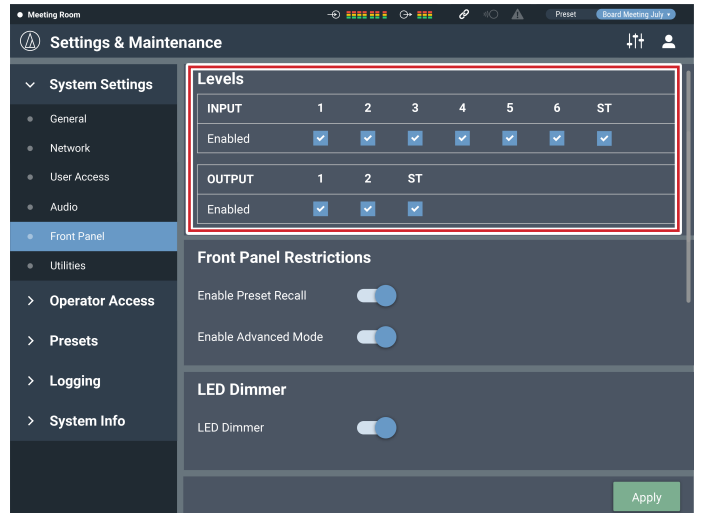 Meeting Room
Preset
Board Meeting July
Settings & Maintenance
System Settings
General
Network
User Access
Audio
Front Panel
Utilities
Operator Access
Presets
Logging
System Info
Levels
INPUT 1 2 3 4 5 6 ST
Enabled
OUTPUT 1 2 ST
Enabled
Front Panel Restrictions
Enable Preset Recall
Enable Advanced Mode
LED Dimmer
LED Dimmer
Apply